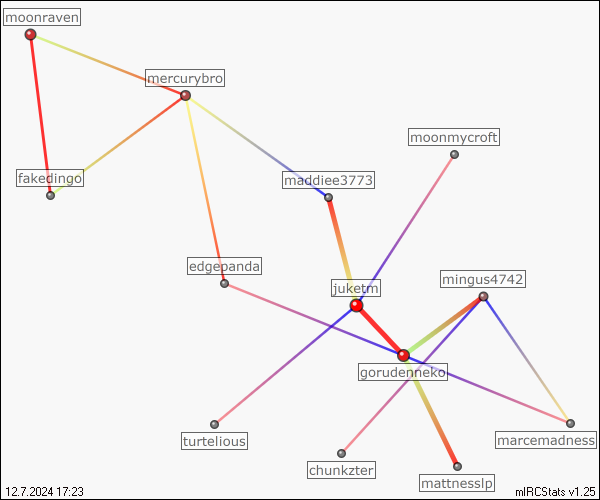 moonraven
mercurybro
moonmycroft
fakedingo
maddiee3773
edgepanda
mingus4742
juketm
gorudenneko
turtelious
marcemadness
chunkzter
mattnesslp
12.7.2024 17:23
mIRCStats v1.25